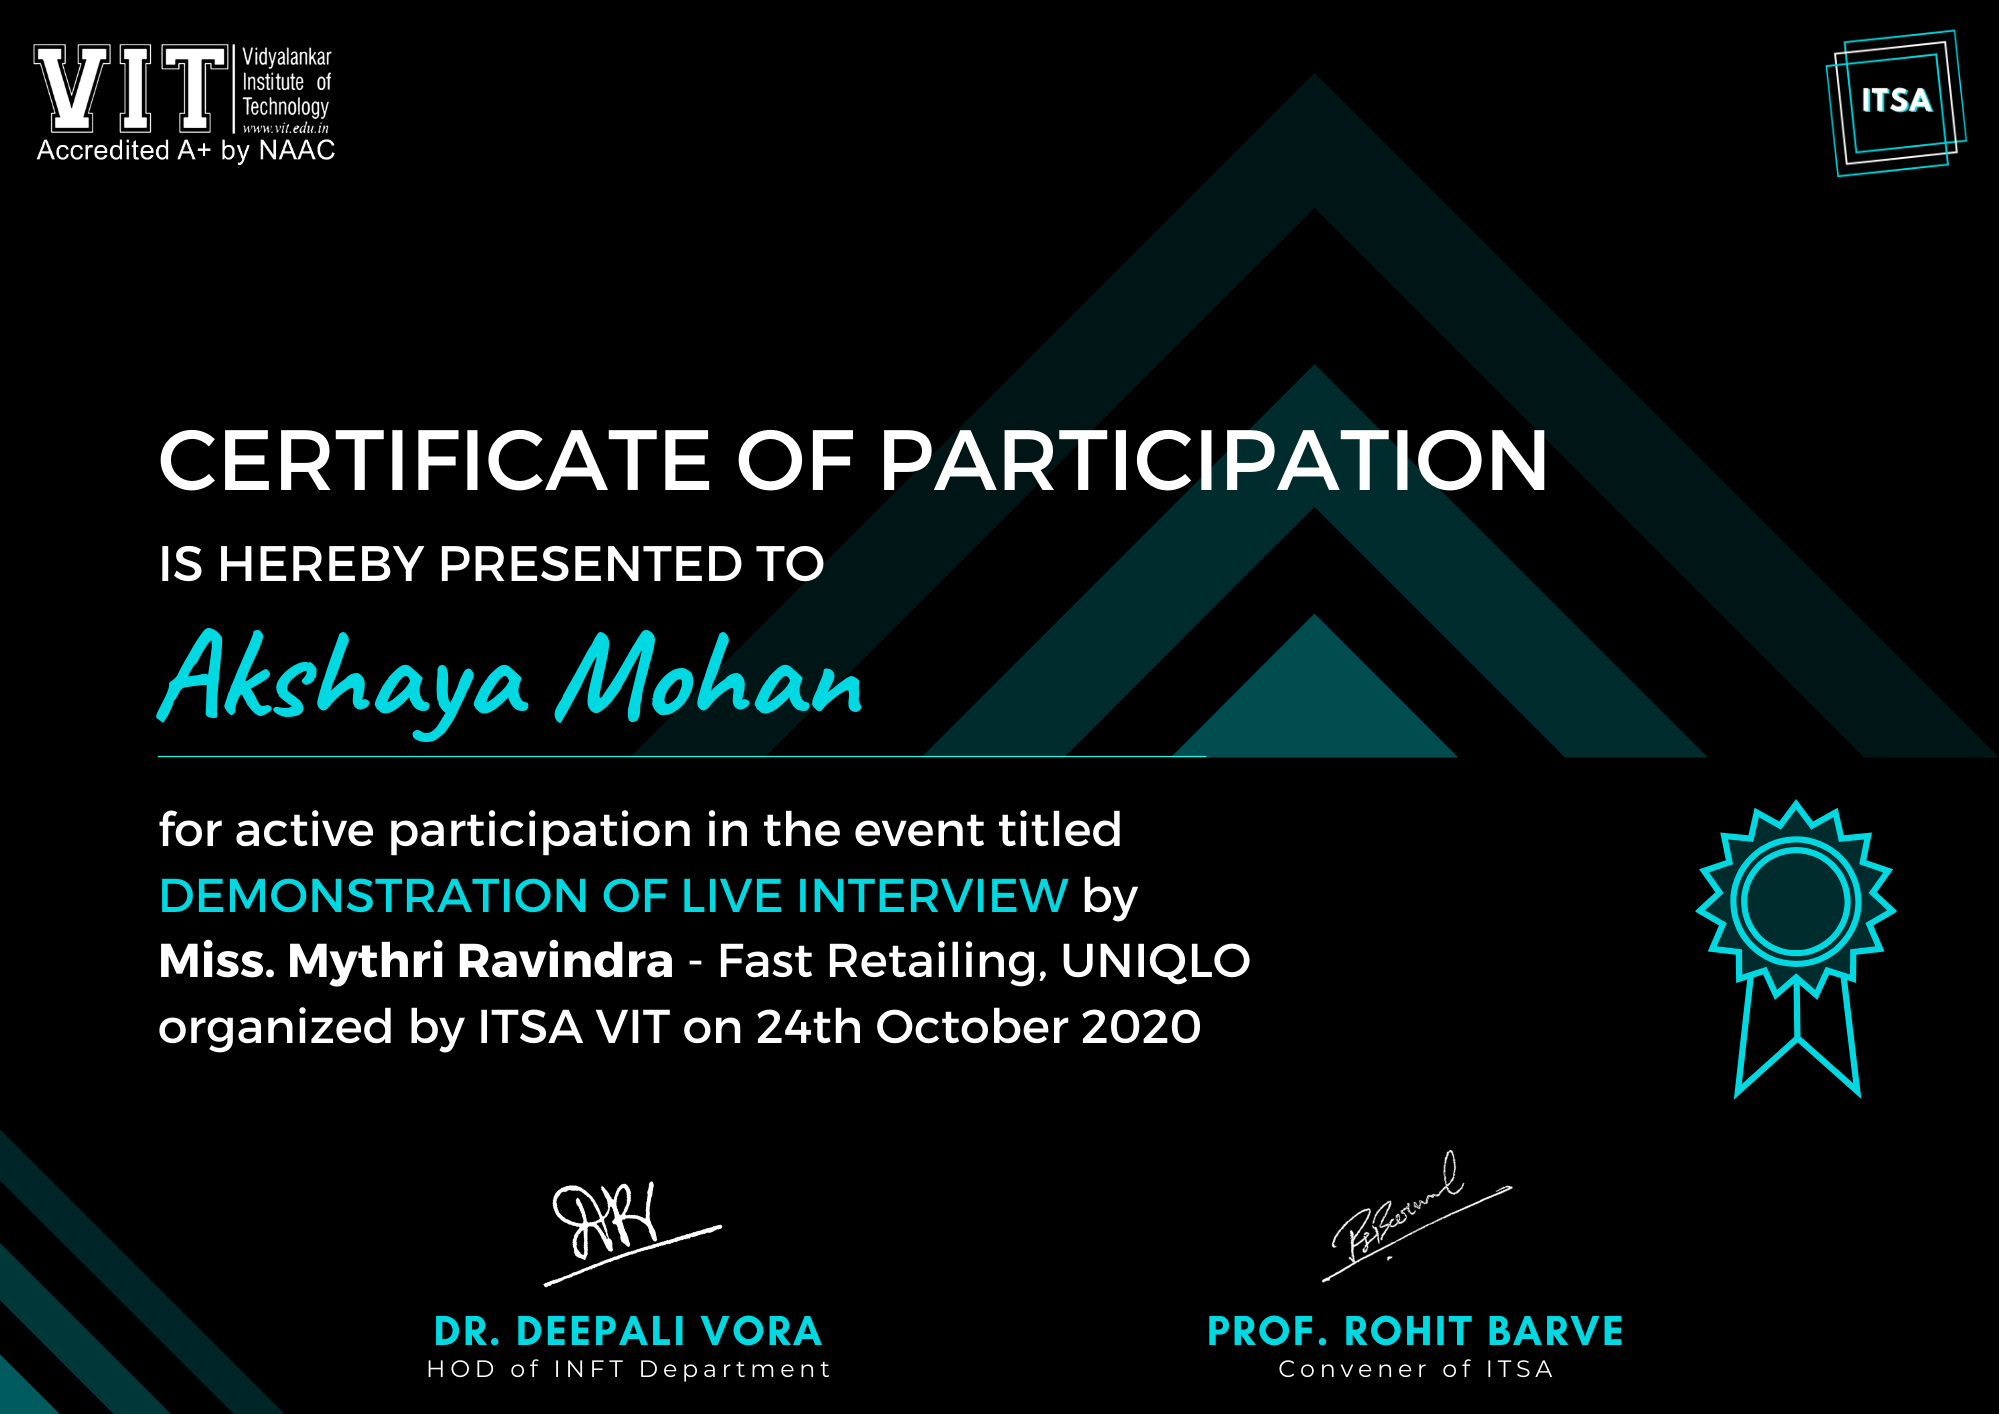 VIT
Vidyalankar
Institute of
Technology
www.vit.edu.in
Accredited A+ by NAAC
ITSA
CERTIFICATE OF PARTICIPATION
IS HEREBY PRESENTED TO
Akshaya Mohan
for active participation in the event titled
DEMONSTRATION OF LIVE INTERVIEW by
Miss. Mythri Ravindra - Fast Retailing, UNIQLO
organized by ITSA VIT on 24th October 2020
DR. DEEPALI VORA
HOD of INFT Department
PROF. ROHIT BARVE
Convener of ITSA